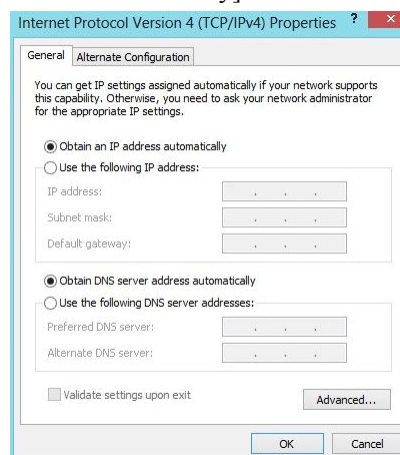 Internet Protocol Version 4 (TCP/IPv4) Properties ? ×
General Alternate Configuration
You can get IP settings assigned automatically if your network supports
this capability. Otherwise, you need to ask your network administrator
for the appropriate IP settings.
Obtain an IP address automatically
Use the following IP address:
IP address: . . .
Subnet mask: . . .
Default gateway: . . .
Obtain DNS server address automatically
Use the following DNS server addresses:
Preferred DNS server: . . .
Alternate DNS server: . . .
Validate settings upon exit
Advanced...
OK Cancel